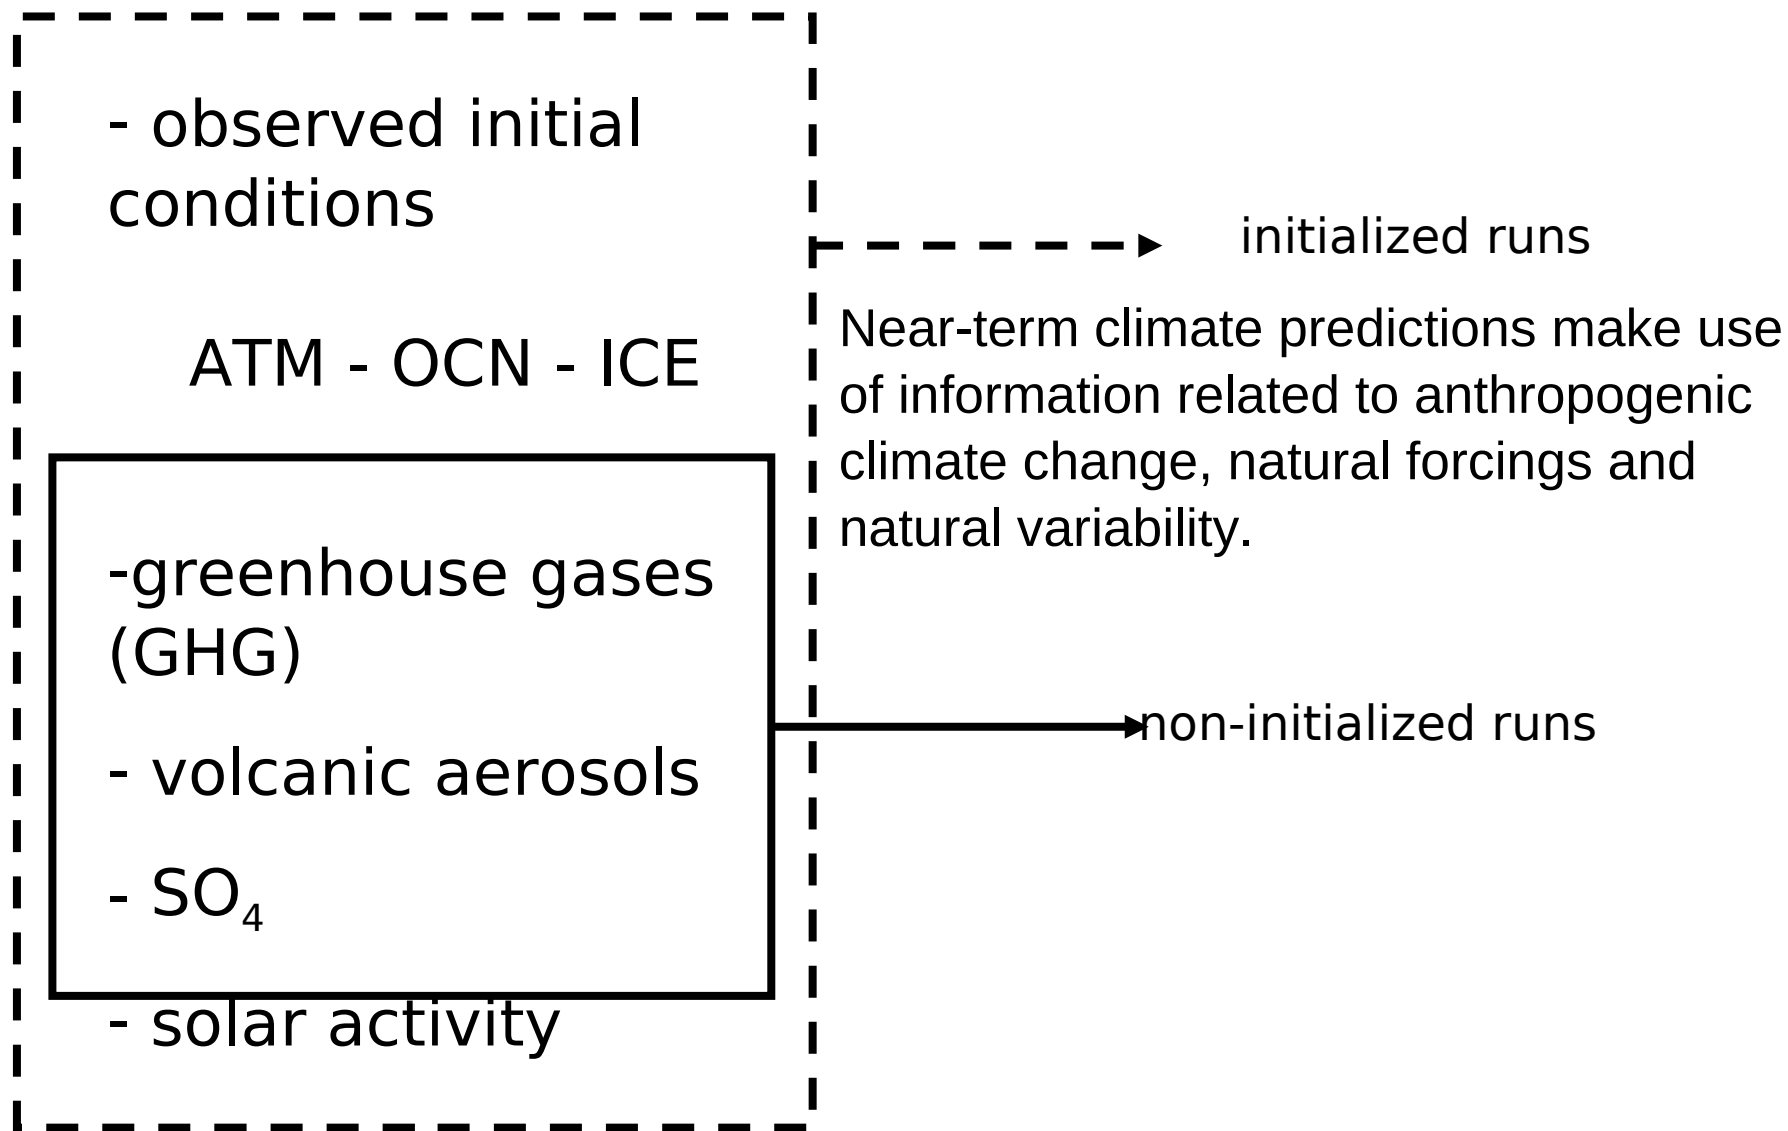 - observed initial
conditions
ATM - OCN - ICE
-greenhouse gases
(GHG)
- volcanic aerosols
- SO₄
- solar activity
initialized runs
Near-term climate predictions make use
of information related to anthropogenic
climate change, natural forcings and
natural variability.
non-initialized runs